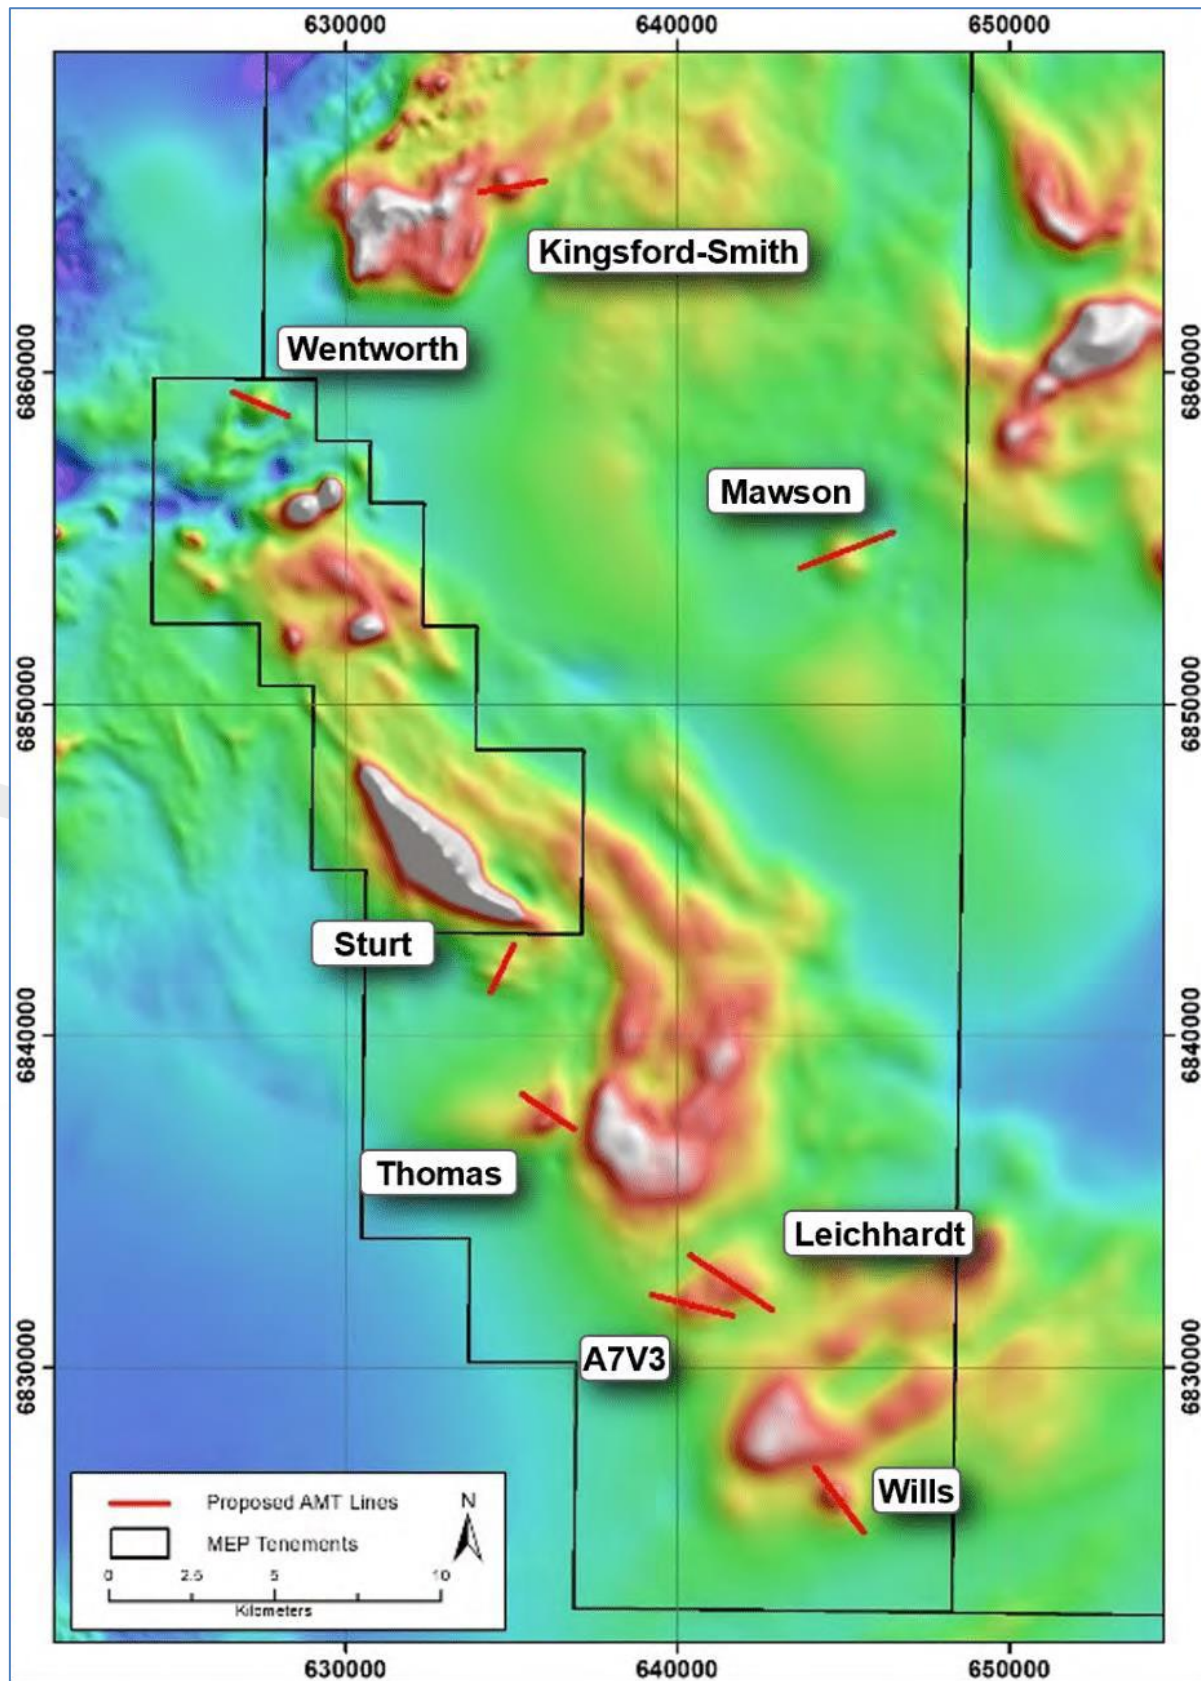 630000
640000
650000
Kingsford-Smith
Wentworth
6860000
6860000
Mawson
6850000
6850000
Sturt
6840000
6840000
Thomas
Leichhardt
A7V3
6830000
6830000
Wills
Proposed AMT Lines
N
MEP Tenements
0 2.5 5 10
Kilometers
630000
640000
650000